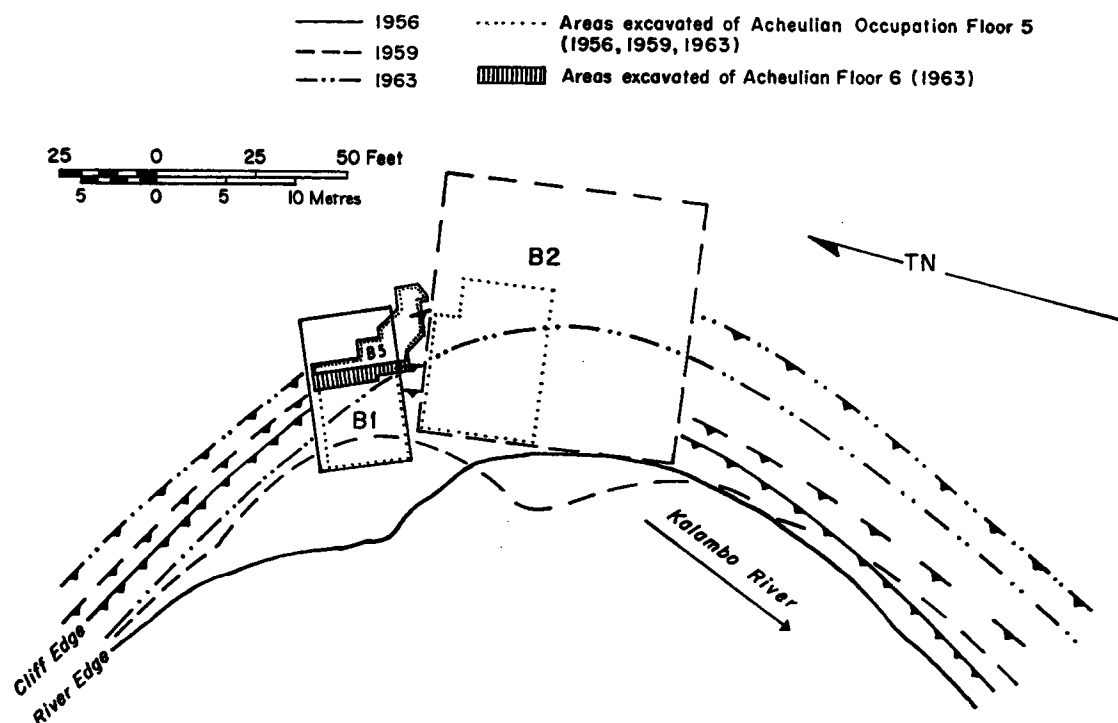 1956
1959
1963
Areas excavated of Acheulian Occupation Floor 5
(1956, 1959, 1963)
Areas excavated of Acheulian Floor 6 (1963)
25 0 25 50 Feet
5 0 5 10 Metres
TN
B2
B5
B1
Kalambo River
Cliff Edge
River Edge